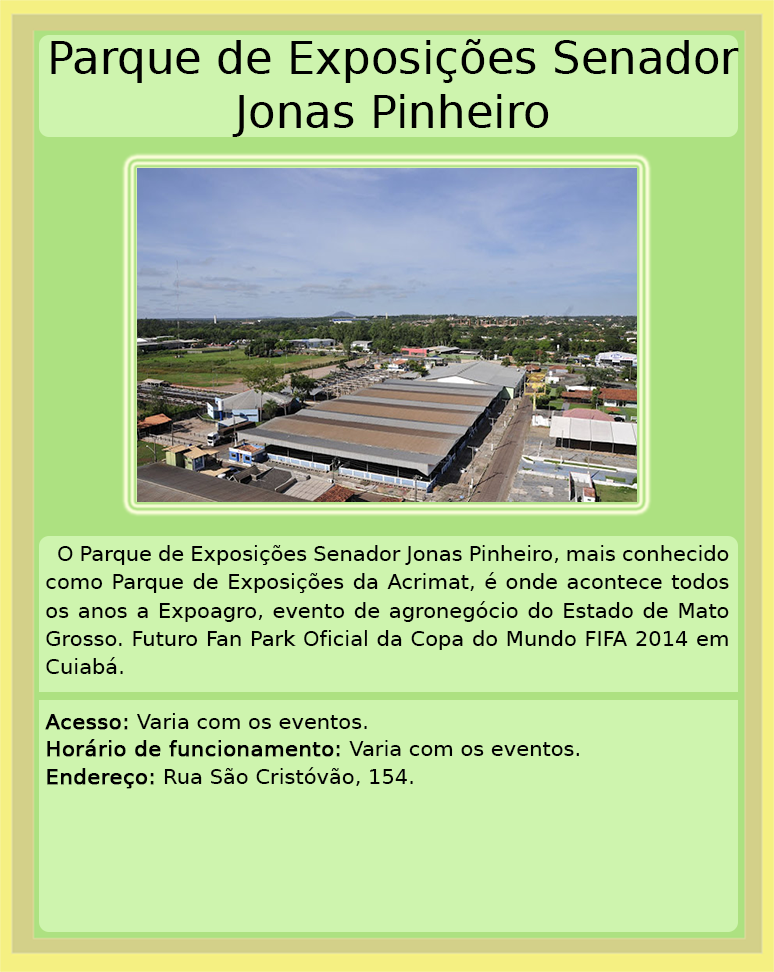 Parque de Exposições Senador
Jonas Pinheiro
O Parque de Exposições Senador Jonas Pinheiro, mais conhecido
como Parque de Exposições da Acrimat, é onde acontece todos
os anos a Expoagro, evento de agronegócio do Estado de Mato
Grosso. Futuro Fan Park Oficial da Copa do Mundo FIFA 2014 em
Cuiabá.
Acesso: Varia com os eventos.
Horário de funcionamento: Varia com os eventos.
Endereço: Rua São Cristóvão, 154.